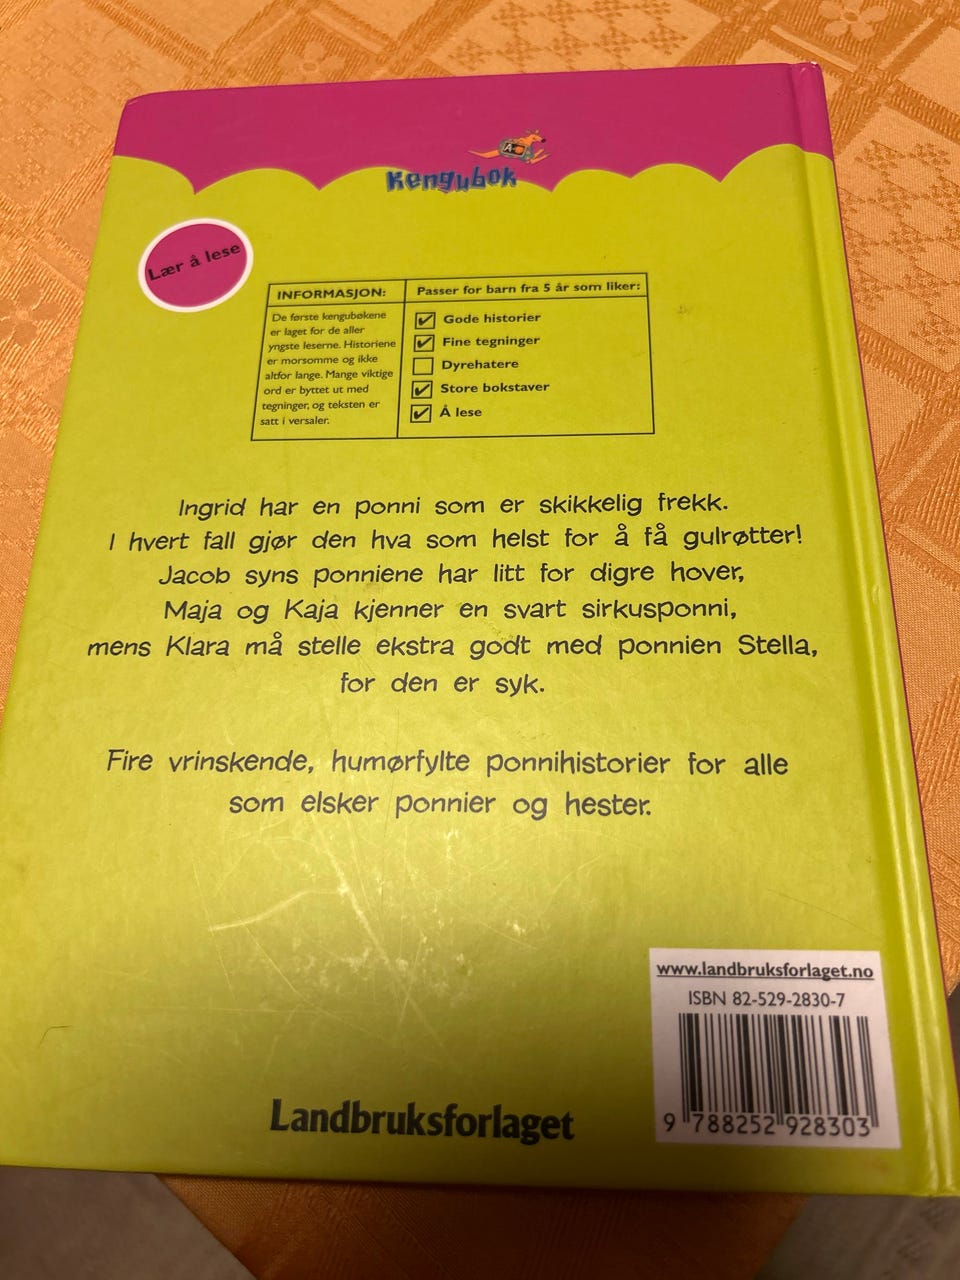 Kengubok
Lær å lese
INFORMASJON:
De første kengubøkene
er laget for de aller
yngste leserne. Historiene
er morsomme og ikke
altfor lange. Mange viktige
ord er byttet ut med
tegninger, og teksten er
satt i versaler.
Passer for barn fra 5 år som liker:
Gode historier
Fine tegninger
Dyrehatere
Store bokstaver
Å lese
Ingrid har en ponni som er skikkelig frekk.
I hvert fall gjør den hva som helst for å få gulrøtter!
Jacob syns ponniene har litt for digre hover,
Maja og Kaja kjenner en svart sirkusponni,
mens Klara må stelle ekstra godt med ponnien Stella,
for den er syk.
Fire vrinskende, humørfylte ponnihistorier for alle
som elsker ponnier og hester.
www.landbruksforlaget.no
ISBN 82-529-2830-7
9 788252 928303
Landbruksforlaget